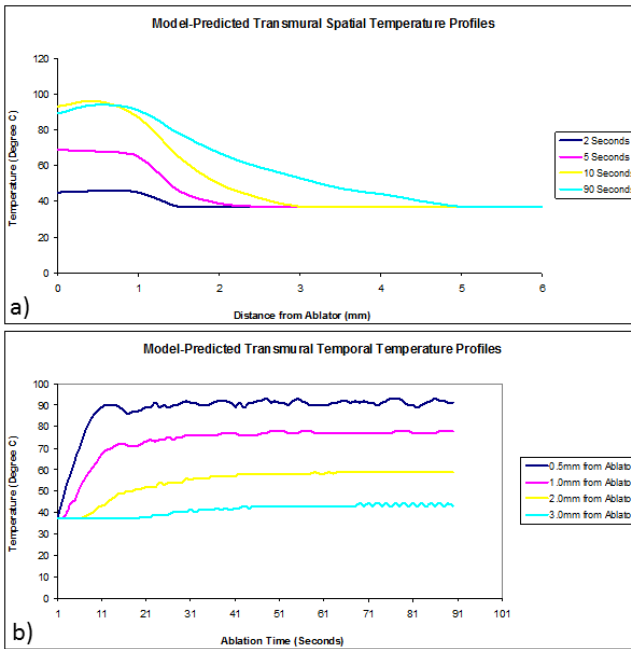 Model-Predicted Transmural Spatial Temperature Profiles
120
100
80
60
40
20
0
Temperature (Degree C)
0 1 2 3 4 5 6
Distance from Ablator (mm)
2 Seconds
5 Seconds
10 Seconds
90 Seconds
a)
Model-Predicted Transmural Temporal Temperature Profiles
100
90
80
70
60
50
40
30
20
10
0
Temperature (Degree C)
1 11 21 31 41 51 61 71 81 91 101
Ablation Time (Seconds)
0.5mm from Ablato
1.0mm from Ablato
2.0mm from Ablato
3.0mm from Ablato
b)